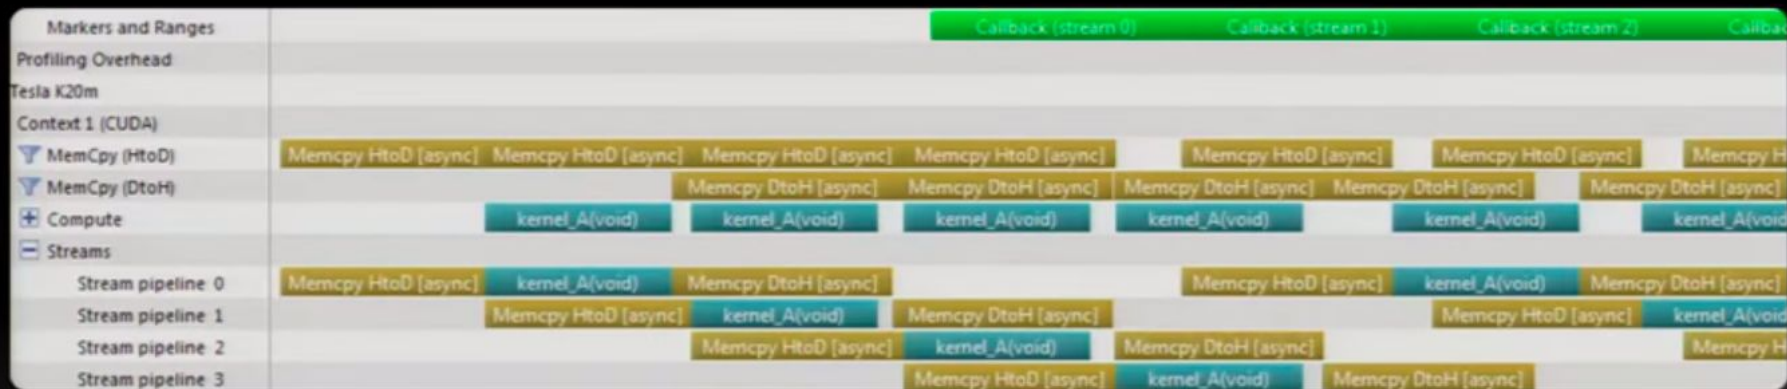 Markers and Ranges Callback (stream 0) Callback (stream 1) Callback (stream 2)
Profiling Overhead
Tesla K20m
Context 1 (CUDA)
MemCpy (HtoD) Memcpy HtoD [async] Memcpy HtoD [async] Memcpy HtoD [async] Memcpy HtoD [async] Memcpy HtoD [async] Memcpy HtoD [async] Memcpy H
MemCpy (DtoH) Memcpy DtoH [async] Memcpy DtoH [async] Memcpy DtoH [async] Memcpy DtoH [async] Memcpy DtoH [async]
Compute kernel_A(void) kernel_A(void) kernel_A(void) kernel_A(void) kernel_A(void) kernel_A(void
Streams
Stream pipeline 0 Memcpy HtoD [async] kernel_A(void) Memcpy DtoH [async] Memcpy HtoD [async] kernel_A(void) Memcpy DtoH [async]
Stream pipeline 1 Memcpy HtoD [async] kernel_A(void) Memcpy DtoH [async] Memcpy HtoD [async] kernel_A(void
Stream pipeline 2 Memcpy HtoD [async] kernel_A(void) Memcpy DtoH [async] Memcpy H
Stream pipeline 3 Memcpy HtoD [async] kernel_A(void) Memcpy DtoH [async]